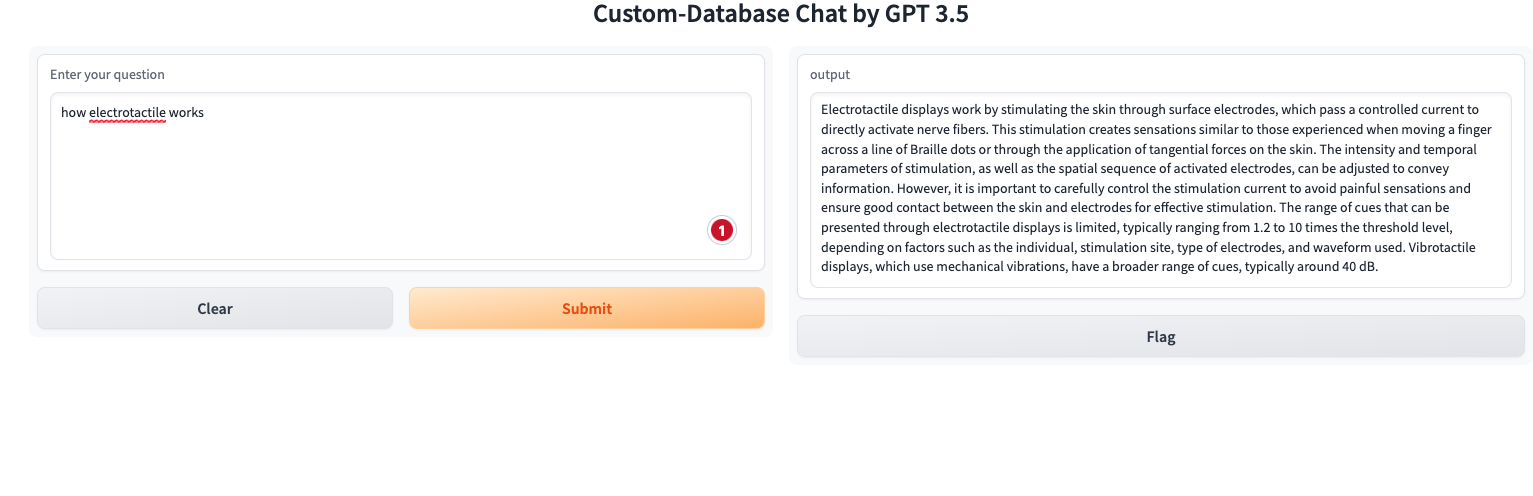 Custom-Database Chat by GPT 3.5
Enter your question
how electrotactile works
1
Clear
Submit
output
Electrotactile displays work by stimulating the skin through surface electrodes, which pass a controlled current to
directly activate nerve fibers. This stimulation creates sensations similar to those experienced when moving a finger
across a line of Braille dots or through the application of tangential forces on the skin. The intensity and temporal
parameters of stimulation, as well as the spatial sequence of activated electrodes, can be adjusted to convey
information. However, it is important to carefully control the stimulation current to avoid painful sensations and
ensure good contact between the skin and electrodes for effective stimulation. The range of cues that can be
presented through electrotactile displays is limited, typically ranging from 1.2 to 10 times the threshold level,
depending on factors such as the individual, stimulation site, type of electrodes, and waveform used. Vibrotactile
displays, which use mechanical vibrations, have a broader range of cues, typically around 40 dB.
Flag